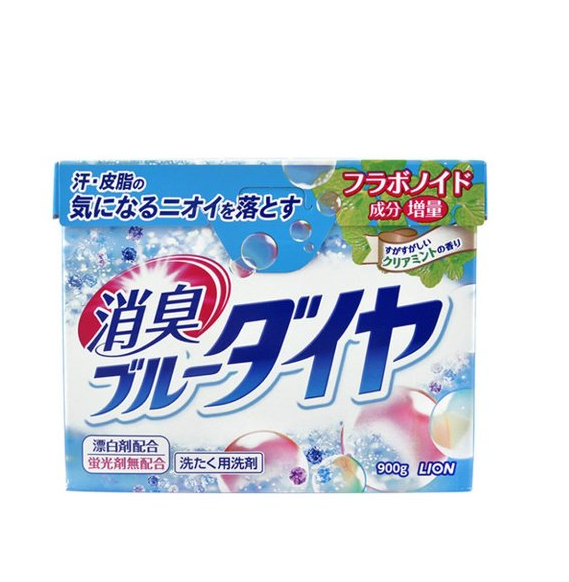 汗・皮脂の
気になるニオイを落とす
フラボノイド
成分増量
すがすがしい
クリアミントの香り
消臭
ブルーダイヤ
漂白剤配合
蛍光剤無配合
洗たく用洗剤
900g LION